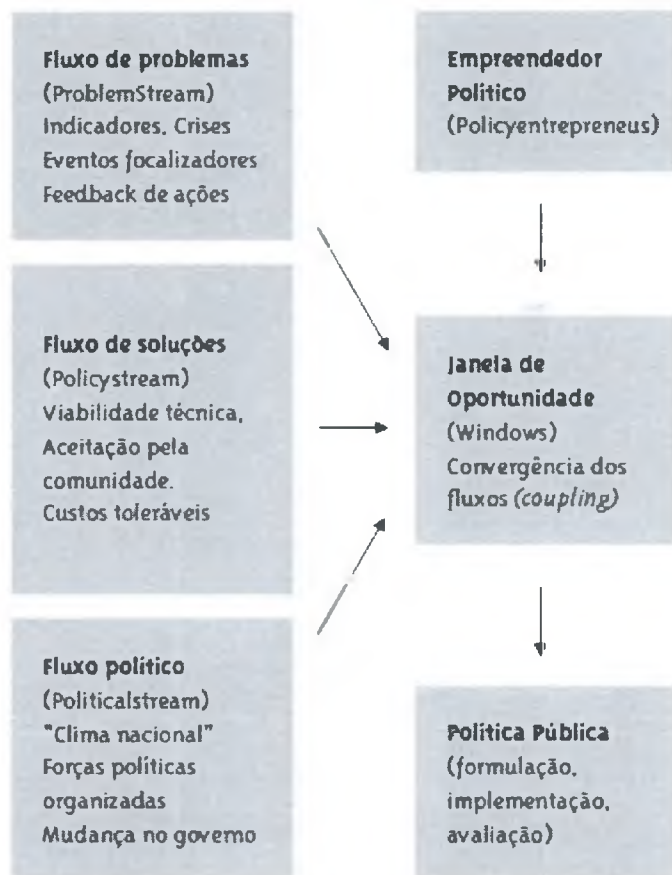 Fluxo de problemas
(ProblemStream)
Indicadores, Crises
Eventos focalizadores
Feedback de ações
Empreendedor
Político
(Policyentrepreneus)
Fluxo de soluções
(Policystream)
Viabilidade técnica,
Aceitação pela
comunidade.
Custos toleráveis
Janela de
Oportunidade
(Windows)
Convergência dos
fluxos (coupling)
Fluxo político
(Politicalstream)
"Clima nacional"
Forças políticas
organizadas
Mudança no governo
Política Pública
(formulação,
implementação,
avaliação)